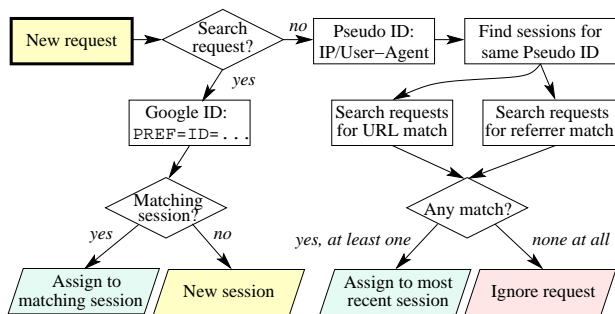 New request
Search
request?
no
Pseudo ID:
IP/User–Agent
Find sessions for
same Pseudo ID
yes
Google ID:
PREF=ID=...
Search requests
for URL match
Search requests
for referrer match
Matching
session?
Any match?
yes
no
yes, at least one
none at all
Assign to
matching session
New session
Assign to most
recent session
Ignore request